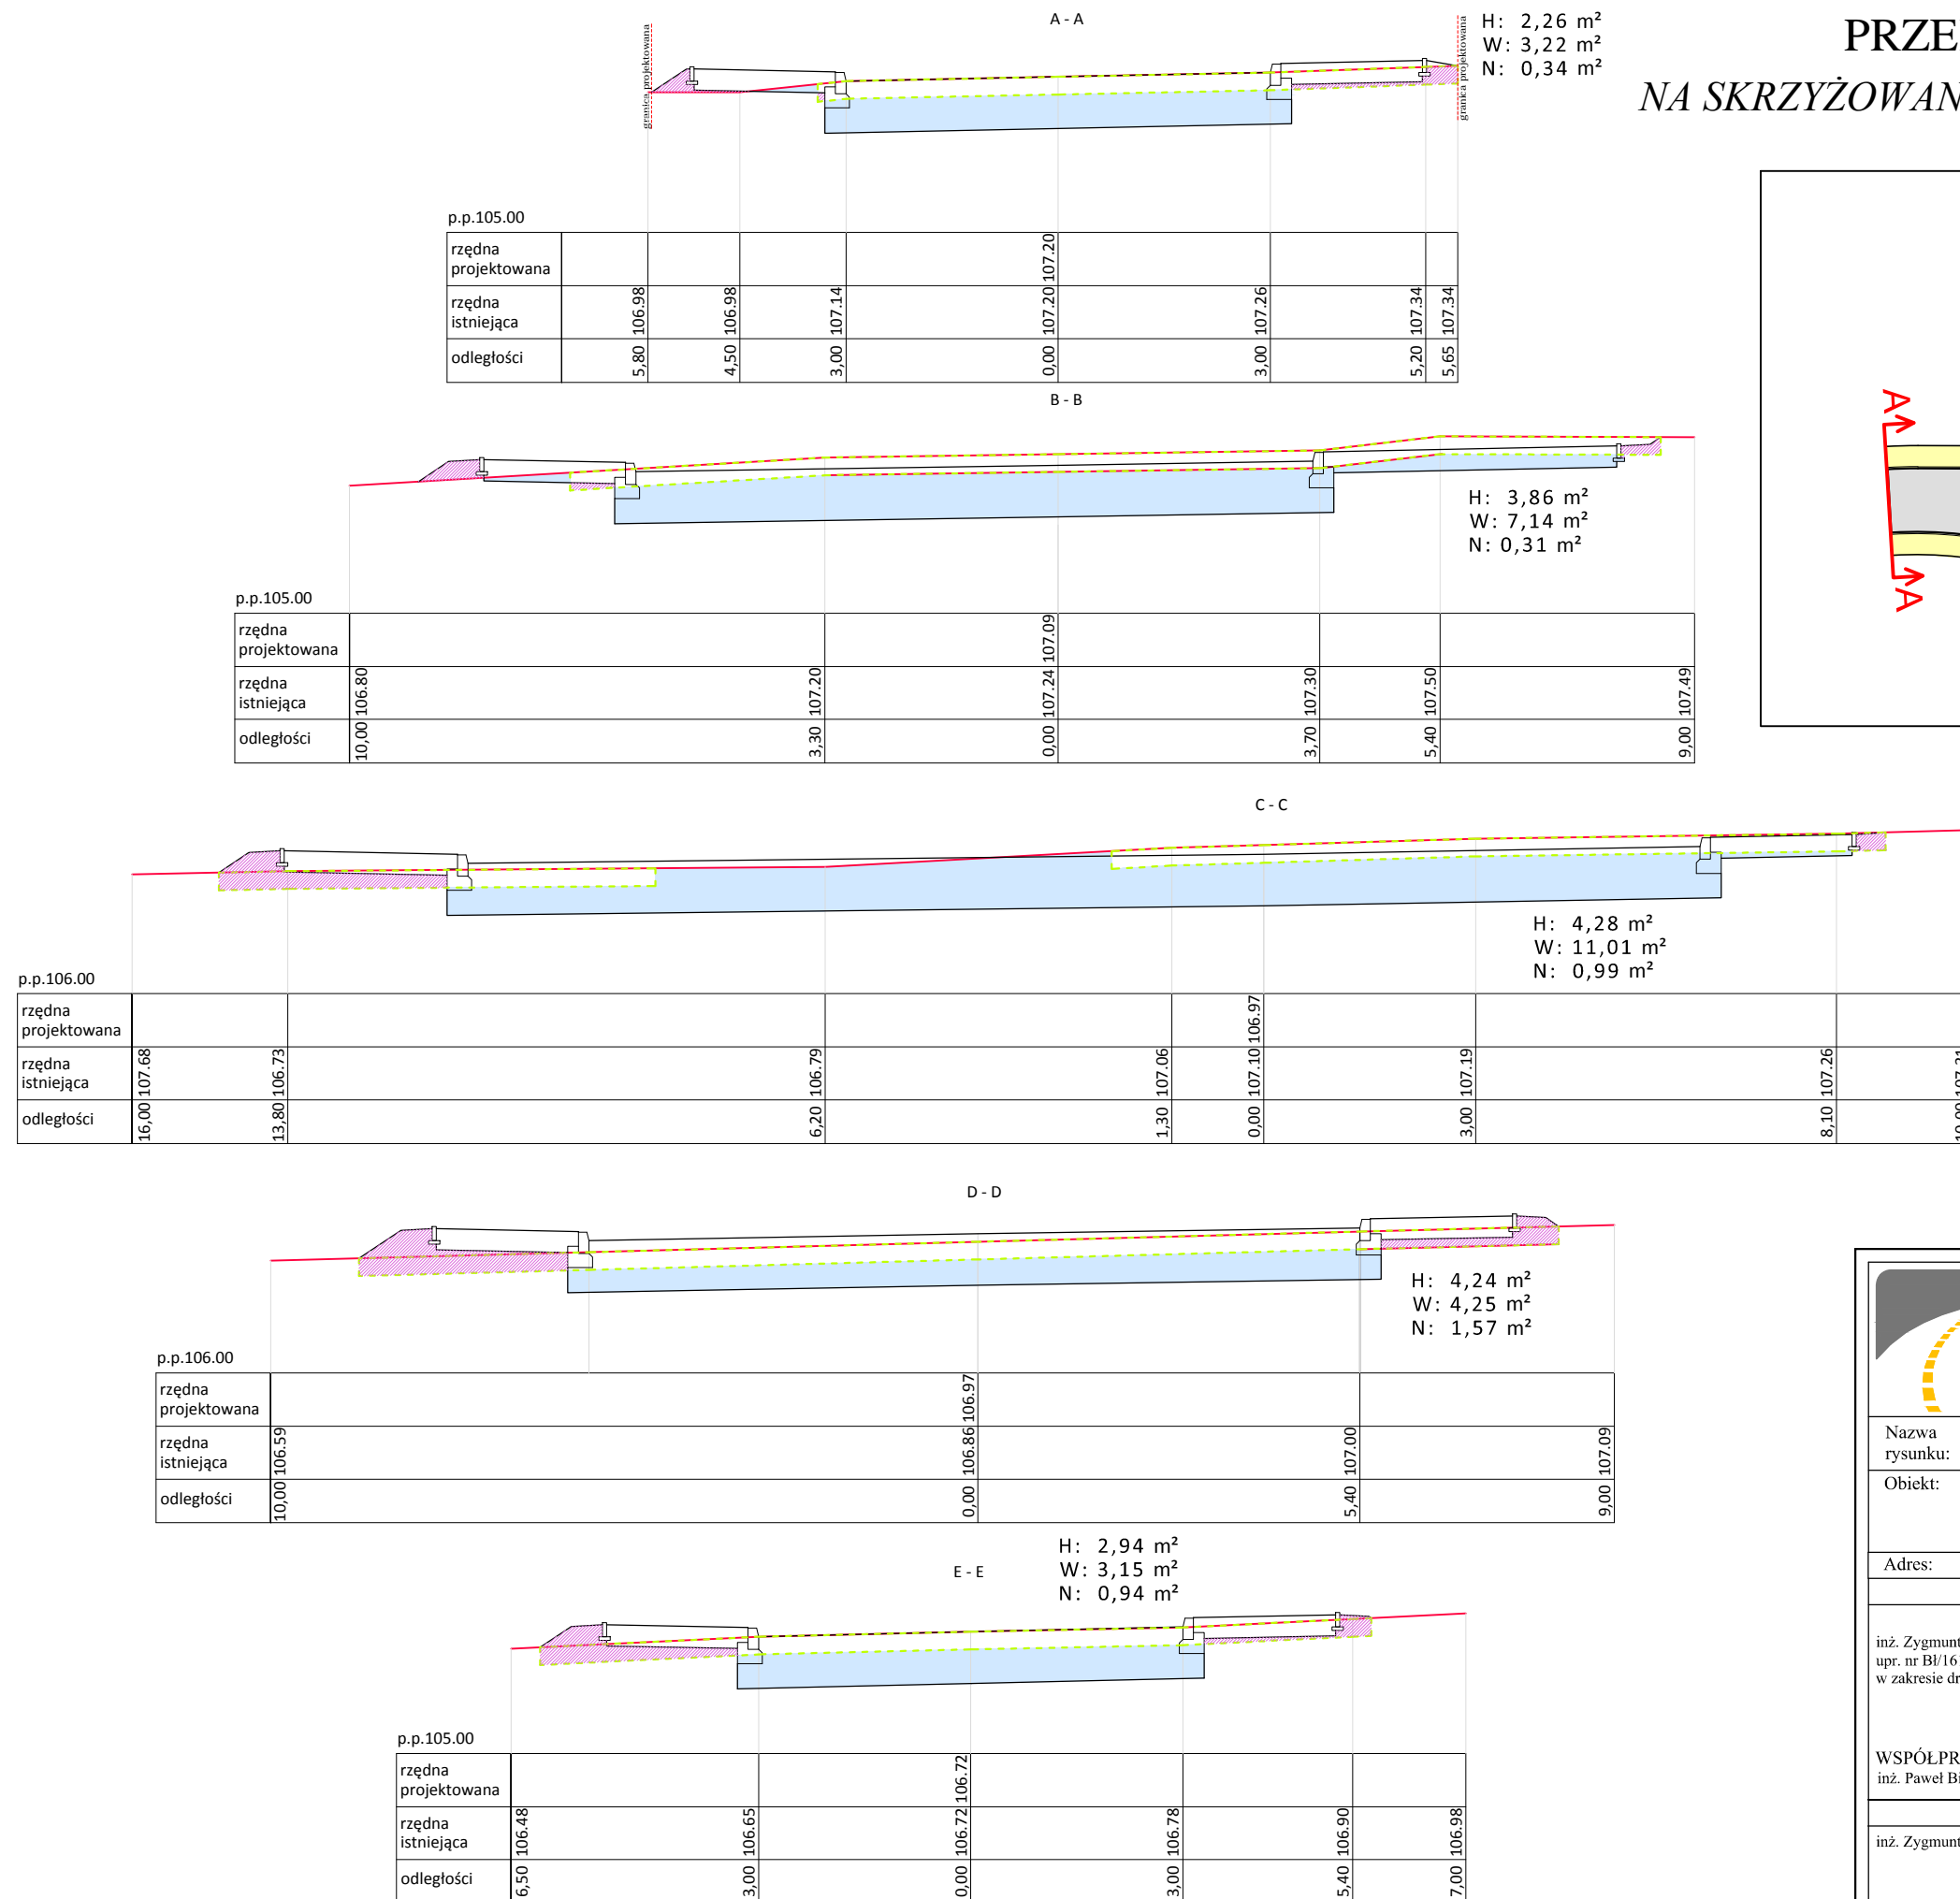 A - A
H: 2,26 m²
W: 3,22 m²
N: 0,34 m²
PRZE
NA SKRZYŻOWAN
granica projektowana
granica projektowana
p.p.105.00
rzędna
projektowana
107.20
rzędna
istniejąca
106.98 106.98 107.14 107.20 107.26 107.34 107.34
odległości
5,80 4,50 3,00 0,00 3,00 5,20 5,65
B - B
A
A
H: 3,86 m²
W: 7,14 m²
N: 0,31 m²
p.p.105.00
rzędna
projektowana
107.09
rzędna
istniejąca
106.80 107.20 107.24 107.30 107.50 107.49
odległości
10,00 3,30 0,00 3,70 5,40 9,00
C - C
H: 4,28 m²
W: 11,01 m²
N: 0,99 m²
p.p.106.00
rzędna
projektowana
106.97
rzędna
istniejąca
107.68 106.73 106.79 107.06 107.10 107.19 107.26
odległości
16,00 13,80 6,20 1,30 0,00 3,00 8,10
D - D
H: 4,24 m²
W: 4,25 m²
N: 1,57 m²
p.p.106.00
rzędna
projektowana
106.97
rzędna
istniejąca
106.59 106.86 107.00 107.09
odległości
10,00 0,00 5,40 9,00
E - E
H: 2,94 m²
W: 3,15 m²
N: 0,94 m²
p.p.105.00
rzędna
projektowana
106.72
rzędna
istniejąca
106.48 106.65 106.72 106.78 106.90 106.98
odległości
6,50 3,00 0,00 3,00 5,40 7,00
Nazwa
rysunku:
Obiekt:
Adres:
inż. Zygmunt
upr. nr Bł/16
w zakresie dr
WSPÓŁPR
inż. Paweł Bi
inż. Zygmunt